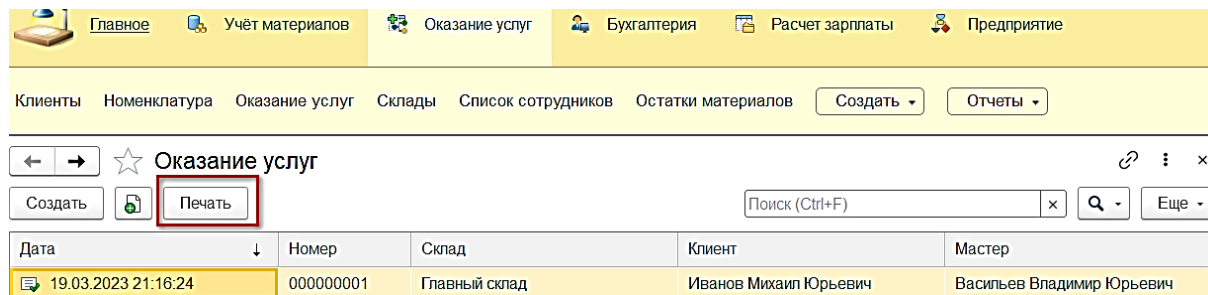 Главное Учёт материалов Оказание услуг Бухгалтерия Расчет зарплаты Предприятие
Клиенты Номенклатура Оказание услуг Склады Список сотрудников Остатки материалов Создать Отчеты
Оказание услуг
Создать Печать Поиск (Ctrl+F) Еще
Дата Номер Склад Клиент Мастер
19.03.2023 21:16:24 000000001 Главный склад Иванов Михаил Юрьевич Васильев Владимир Юрьевич